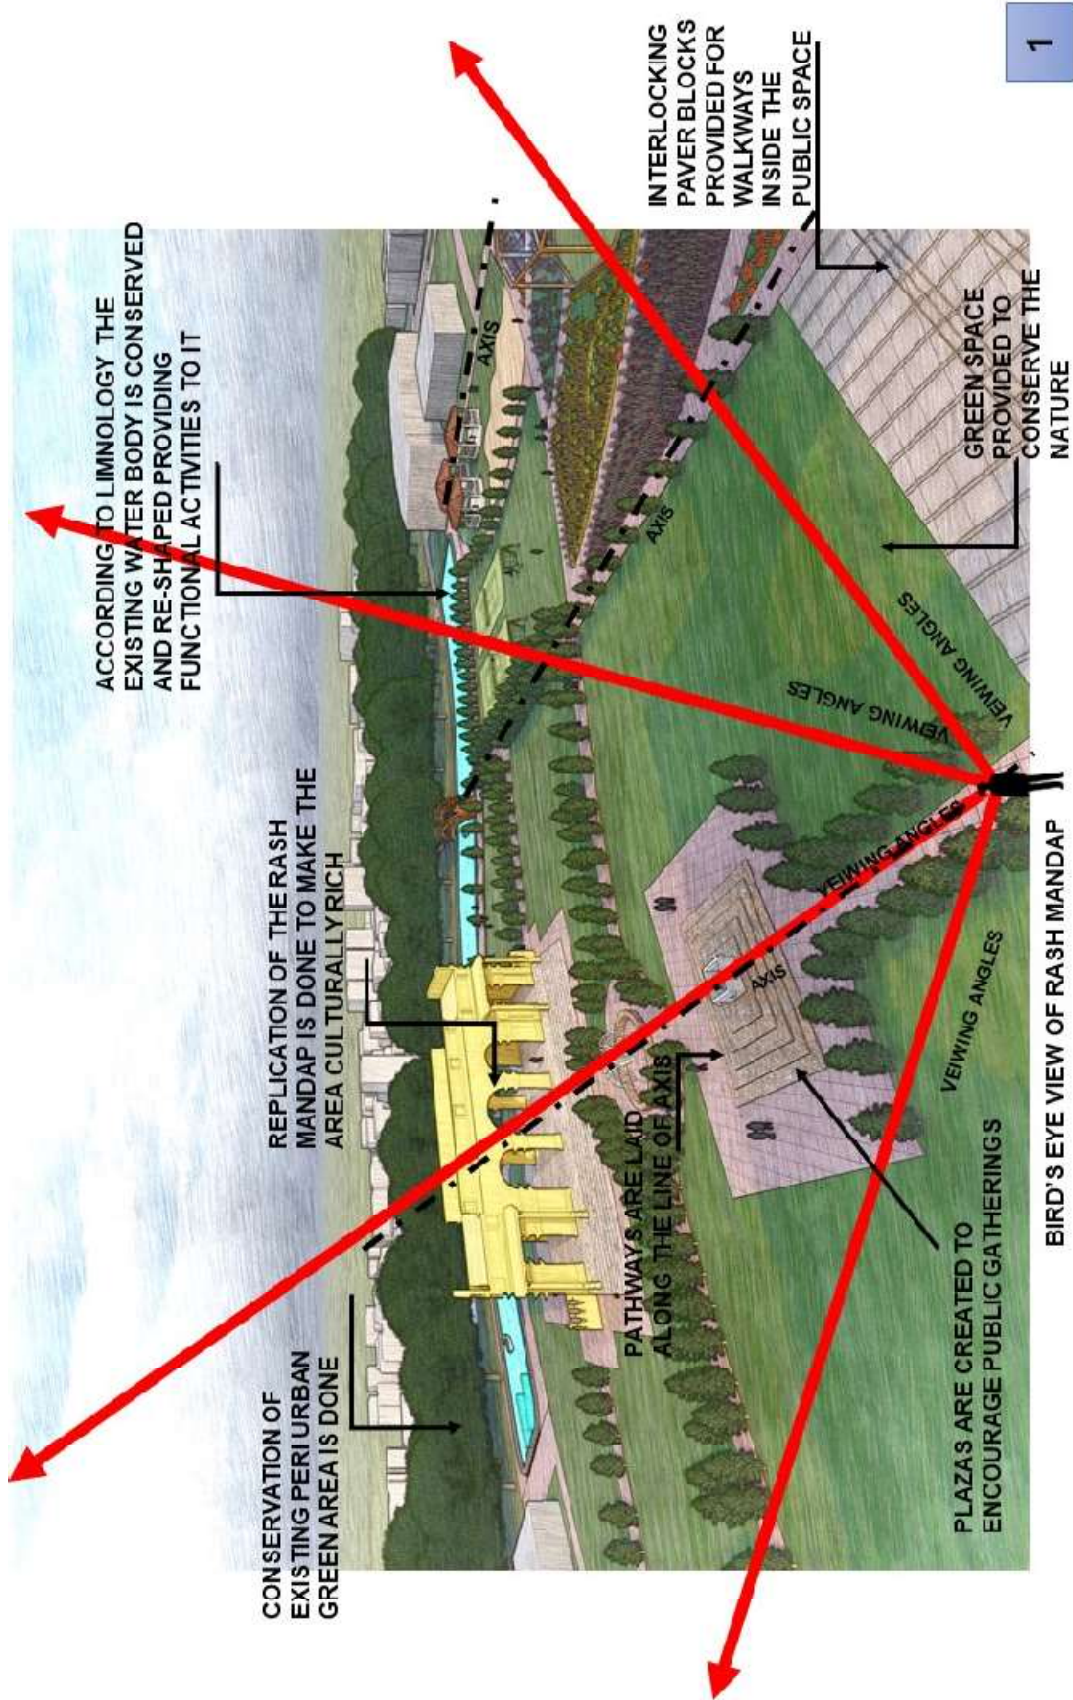 ACCORDING TO LIMNOLOGY THE
EXISTING WATER BODY IS CONSERVED
AND RE-SHAPED PROVIDING
FUNCTIONAL ACTIVITIES TO IT
CONSERVATION OF
EXISTING PERI URBAN
GREEN AREA IS DONE
REPLICATION OF THE RASH
MANDAP IS DONE TO MAKE THE
AREA CULTURALLY RICH
INTERLOCKING
PAVER BLOCKS
PROVIDED FOR
WALKWAYS
INSIDE THE
PUBLIC SPACE
AXIS
AXIS
PATHWAYS ARE LAID
ALONG THE LINE OF AXIS
AXIS
VEIWING ANGLES
VEIWING ANGLES
VEIWING ANGLES
VEIWING ANGLES
PLAZAS ARE CREATED TO
ENCOURAGE PUBLIC GATHERINGS
GREEN SPACE
PROVIDED TO
CONSERVE THE
NATURE
BIRD'S EYE VIEW OF RASH MANDAP
1